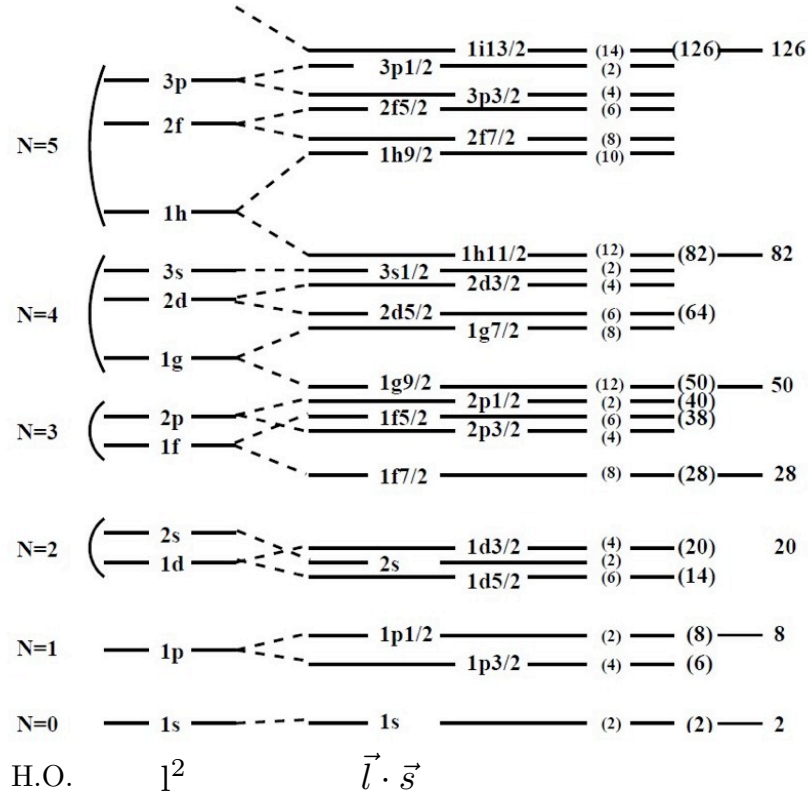 1i13/2 (14) (126) 126
3p1/2 (2)
3p 3p3/2 (4)
2f5/2 (6)
2f 2f7/2 (8)
N=5 1h9/2 (10)
1h
1h11/2 (12) (82) 82
3s 3s1/2 (2)
2d 2d3/2 (4)
N=4 2d5/2 (6) (64)
1g7/2 (8)
1g
1g9/2 (12) (50) 50
2p1/2 (2) (40)
2p 1f5/2 (6) (38)
N=3 2p3/2 (4)
1f
1f7/2 (8) (28) 28
2s
N=2 1d3/2 (4) (20) 20
1d 2s (2)
1d5/2 (6) (14)
1p1/2 (2) (8) 8
N=1 1p 1p3/2 (4) (6)
N=0 1s 1s (2) (2) 2
H.O. l² \vec{l} · \vec{s}